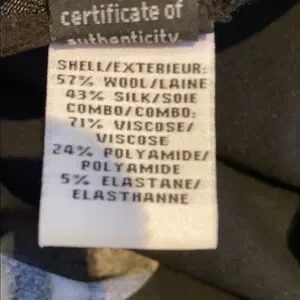 certificate of
authenticity
SHELL/EXTERIEUR:
57% WOOL/LAINE
43% SILK/SOIE
COMBO/COMBO:
71% VISCOSE/
VISCOSE
24% POLYAMIDE/
POLYAMIDE
5% ELASTANE/
ELASTHANNE